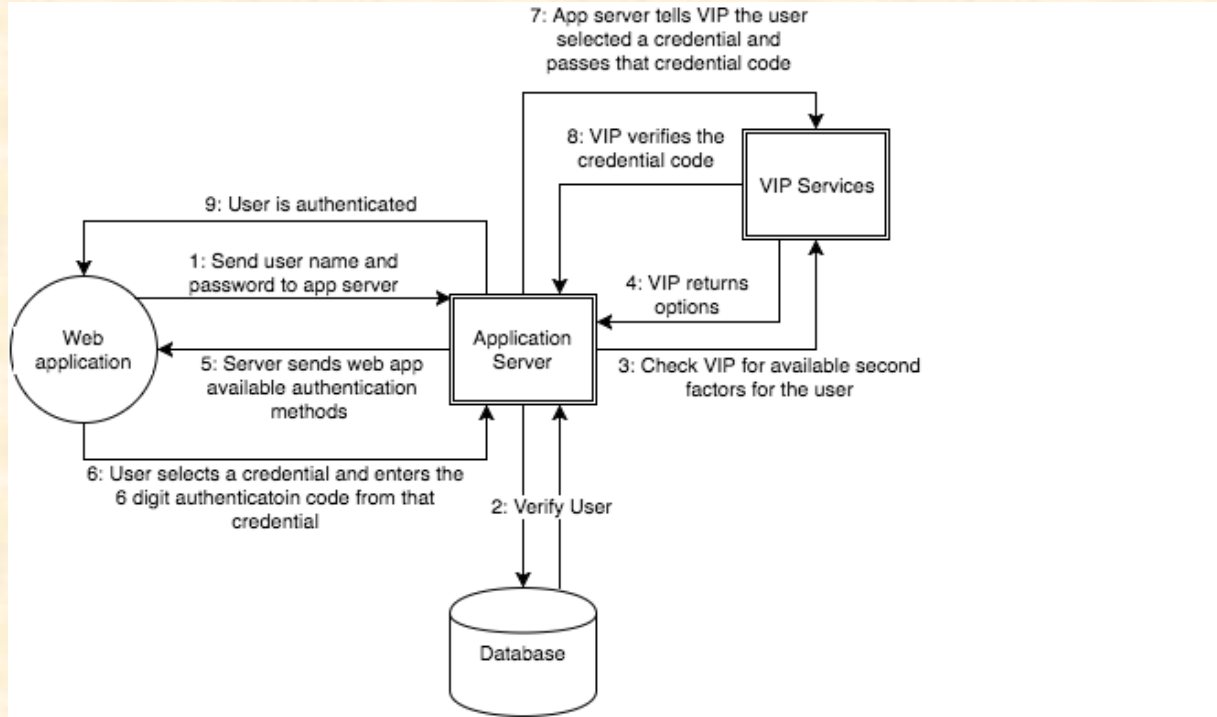 7: App server tells VIP the user
selected a credential and
passes that credential code
8: VIP verifies the
credential code
VIP Services
9: User is authenticated
1: Send user name and
password to app server
4: VIP returns
options
Web
application
Application
Server
5: Server sends web app
available authentication
methods
3: Check VIP for available second
factors for the user
6: User selects a credential and enters the
6 digit authenticatoin code from that
credential
2: Verify User
Database